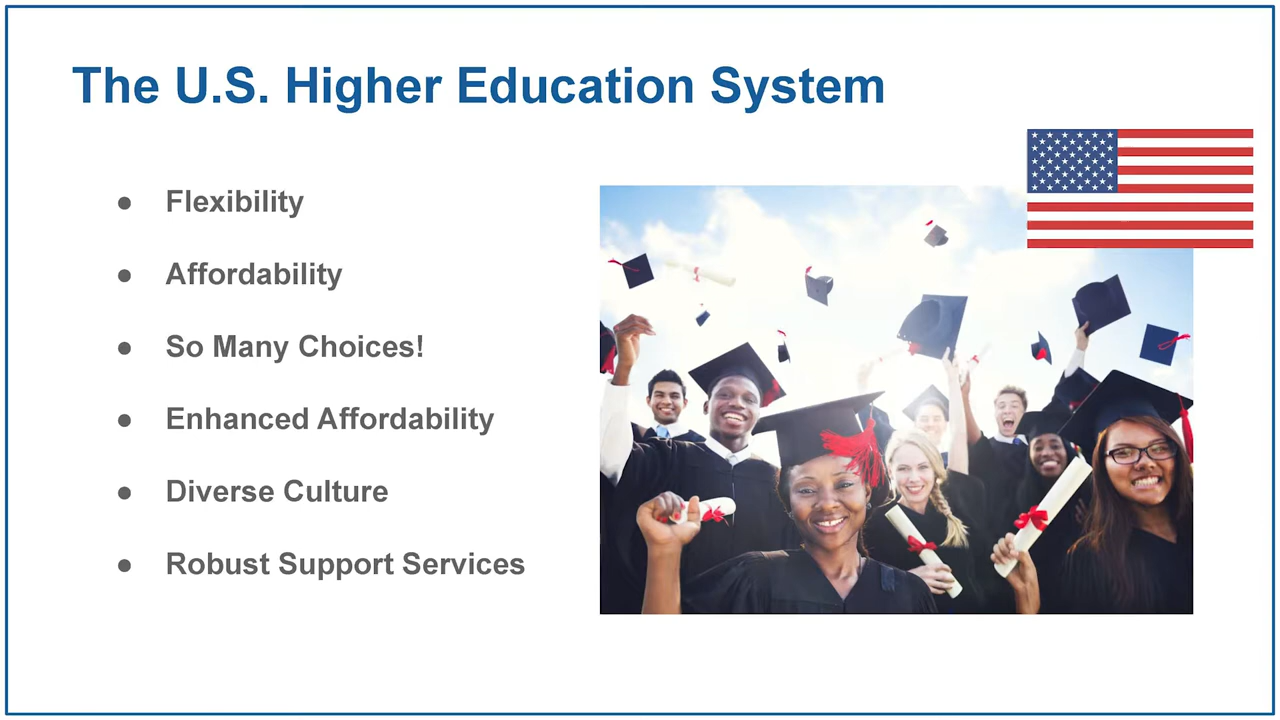 The U.S. Higher Education System
● Flexibility
● Affordability
● So Many Choices!
● Enhanced Affordability
● Diverse Culture
● Robust Support Services